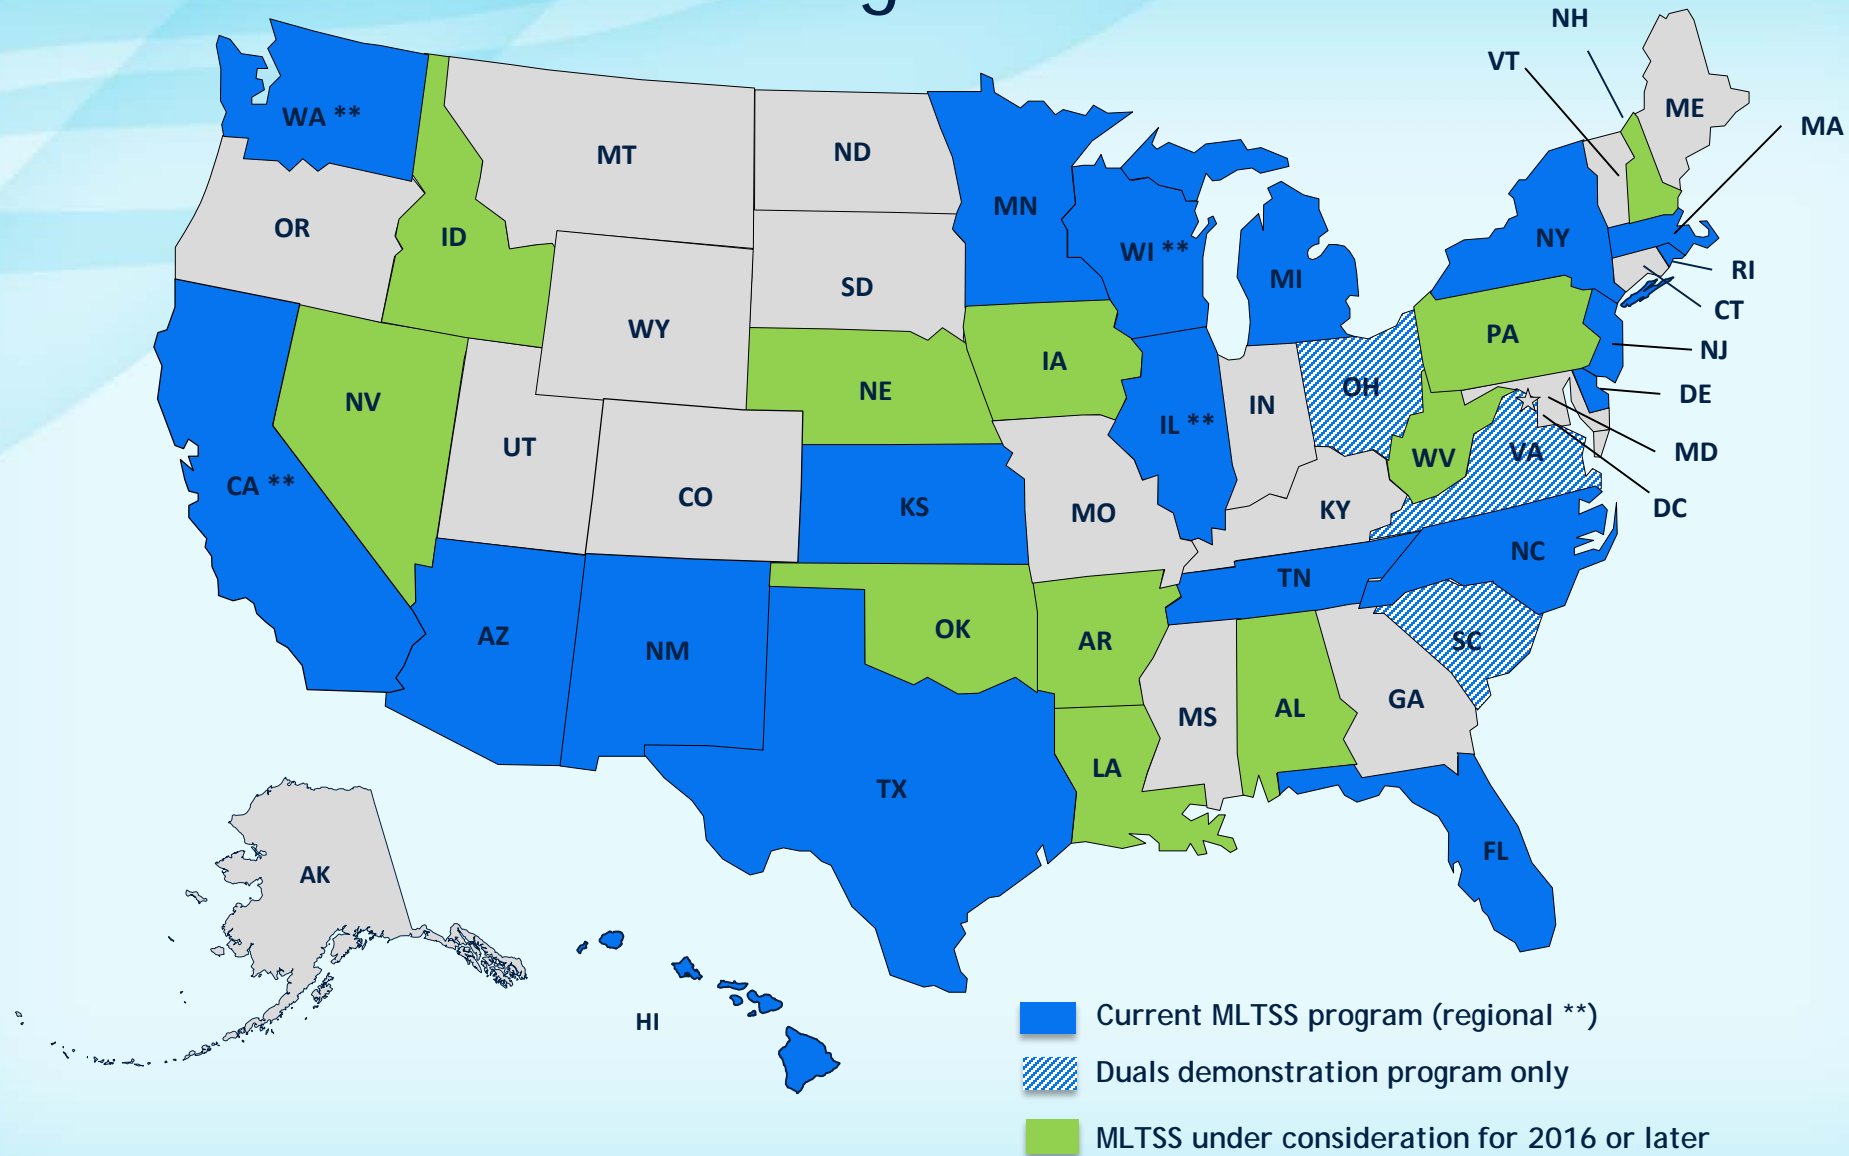 NH
VT
ME
MA
WA **
MT
ND
MN
OR
ID
WI **
NY
MI
RI
SD
CT
WY
PA
NJ
IA
NE
OH
DE
NV
IN
UT
IL **
MD
WV
VA
CA **
CO
KS
MO
KY
DC
NC
TN
AZ
NM
OK
AR
SC
GA
MS
AL
LA
TX
FL
AK
HI
Current MLTSS program (regional **)
Duals demonstration program only
MLTSS under consideration for 2016 or later